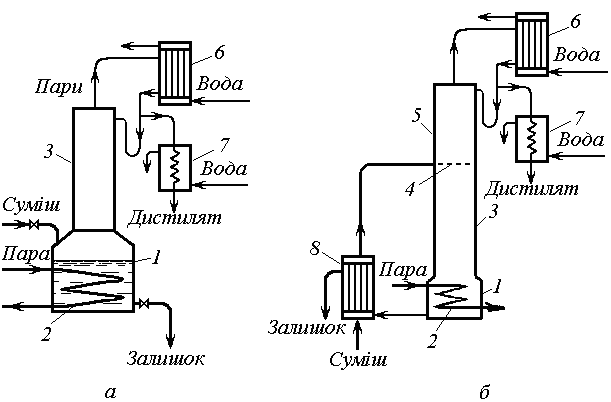 6
Пари
Вода
3
7
Вода
Суміш
Дистилят
Пара
1
2
Залишок
а
6
5
Вода
7
Вода
4
Дистилят
3
8
Пара
1
Залишок
2
Суміш
б